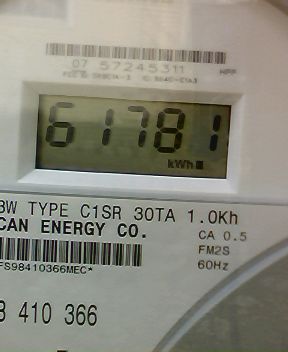 07 57245311
61781
kWh
3W TYPE C1SR 30TA 1.0Kh
CAN ENERGY CO.
CA 0.5
FM2S
60Hz
FS98410366MEC*
410 366